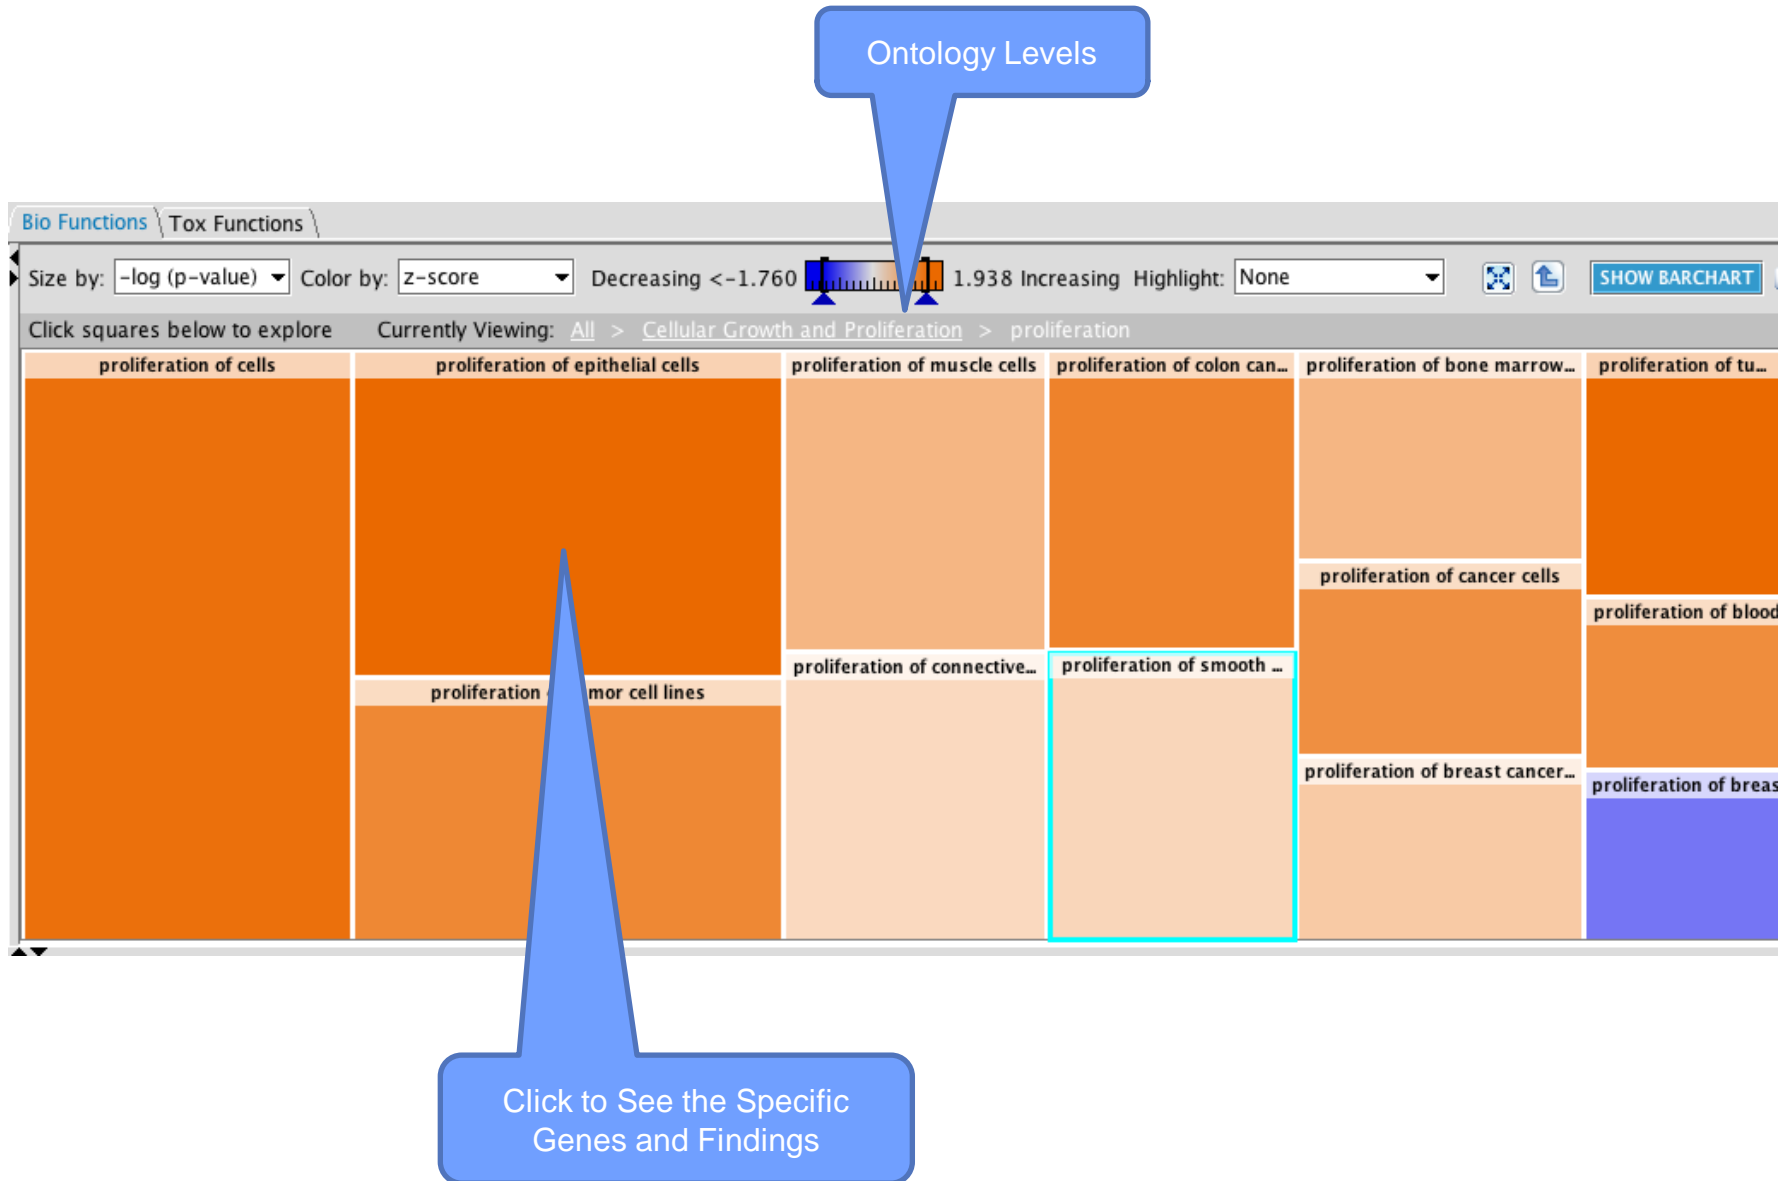 Ontology Levels
Bio Functions Tox Functions
Size by: -log (p-value) Color by: z-score Decreasing <-1.760 1.938 Increasing Highlight: None SHOW BARCHART
Click squares below to explore Currently Viewing: All > Cellular Growth and Proliferation > proliferation
proliferation of cells proliferation of epithelial cells proliferation of muscle cells proliferation of colon can... proliferation of bone marrow... proliferation of tu...
proliferation of cancer cells
proliferation of blood
proliferation of connective... proliferation of smooth ...
proliferation mor cell lines
proliferation of breast cancer...
proliferation of breas
Click to See the Specific
Genes and Findings